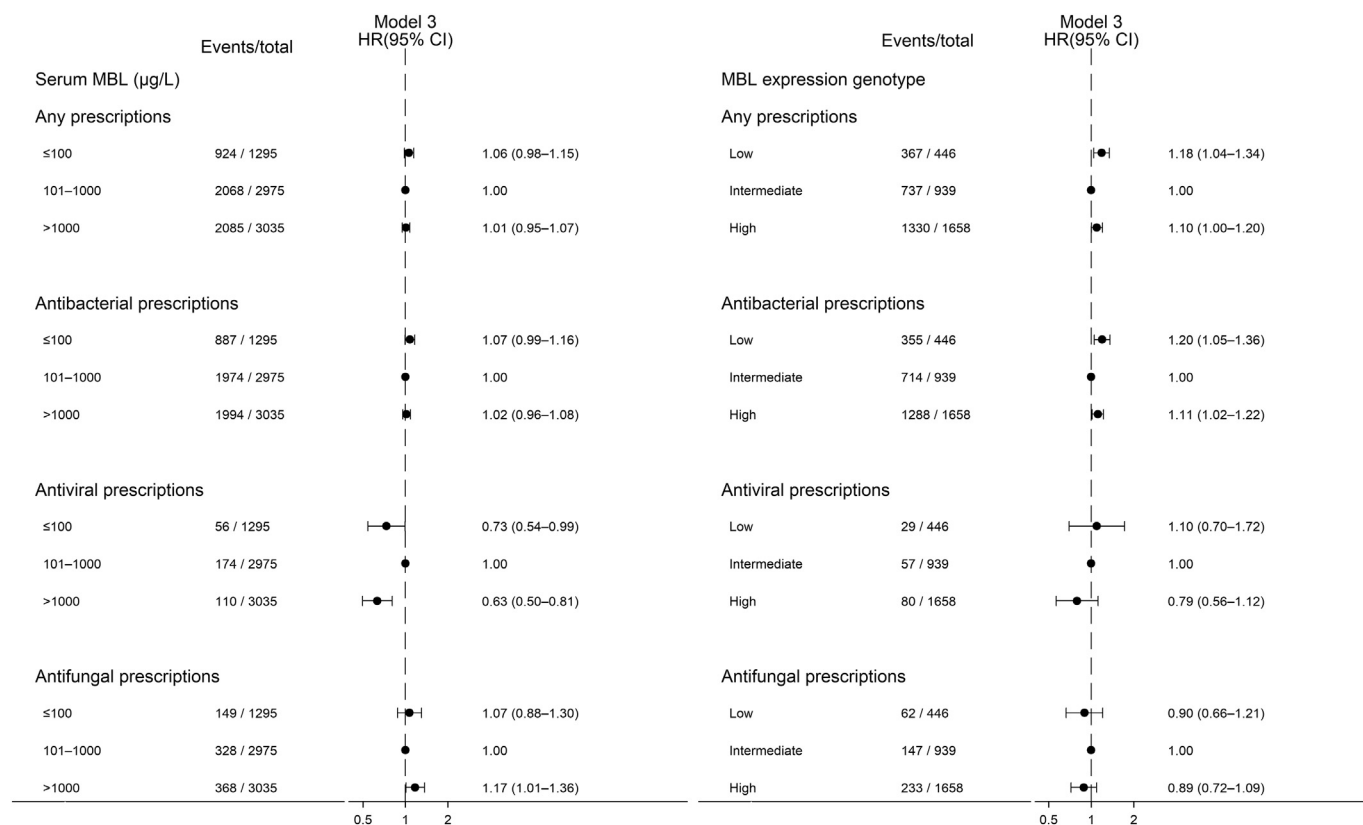 Model 3
Events/total HR(95% CI)
Serum MBL (µg/L)
Any prescriptions
≤100 924 / 1295 1.06 (0.98–1.15)
101–1000 2068 / 2975 1.00
>1000 2085 / 3035 1.01 (0.95–1.07)
Antibacterial prescriptions
≤100 887 / 1295 1.07 (0.99–1.16)
101–1000 1974 / 2975 1.00
>1000 1994 / 3035 1.02 (0.96–1.08)
Antiviral prescriptions
≤100 56 / 1295 0.73 (0.54–0.99)
101–1000 174 / 2975 1.00
>1000 110 / 3035 0.63 (0.50–0.81)
Antifungal prescriptions
≤100 149 / 1295 1.07 (0.88–1.30)
101–1000 328 / 2975 1.00
>1000 368 / 3035 1.17 (1.01–1.36)
0.5 1 2
Model 3
Events/total HR(95% CI)
MBL expression genotype
Any prescriptions
Low 367 / 446 1.18 (1.04–1.34)
Intermediate 737 / 939 1.00
High 1330 / 1658 1.10 (1.00–1.20)
Antibacterial prescriptions
Low 355 / 446 1.20 (1.05–1.36)
Intermediate 714 / 939 1.00
High 1288 / 1658 1.11 (1.02–1.22)
Antiviral prescriptions
Low 29 / 446 1.10 (0.70–1.72)
Intermediate 57 / 939 1.00
High 80 / 1658 0.79 (0.56–1.12)
Antifungal prescriptions
Low 62 / 446 0.90 (0.66–1.21)
Intermediate 147 / 939 1.00
High 233 / 1658 0.89 (0.72–1.09)
0.5 1 2